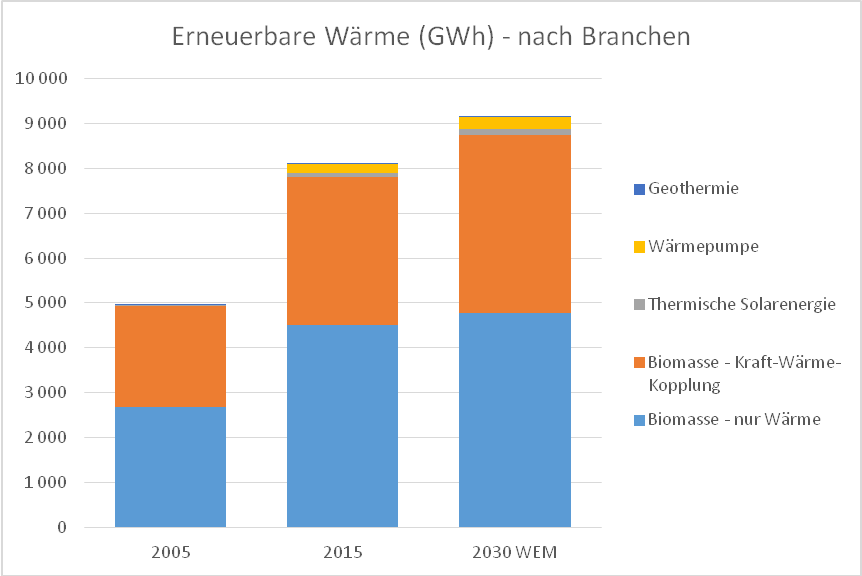 Erneuerbare Wärme (GWh) - nach Branchen
10 000
9 000
8 000
7 000
6 000
5 000
4 000
3 000
2 000
1 000
0
2005
2015
2030 WEM
Geothermie
Wärmepumpe
Thermische Solarenergie
Biomasse - Kraft-Wärme-
Kopplung
Biomasse - nur Wärme